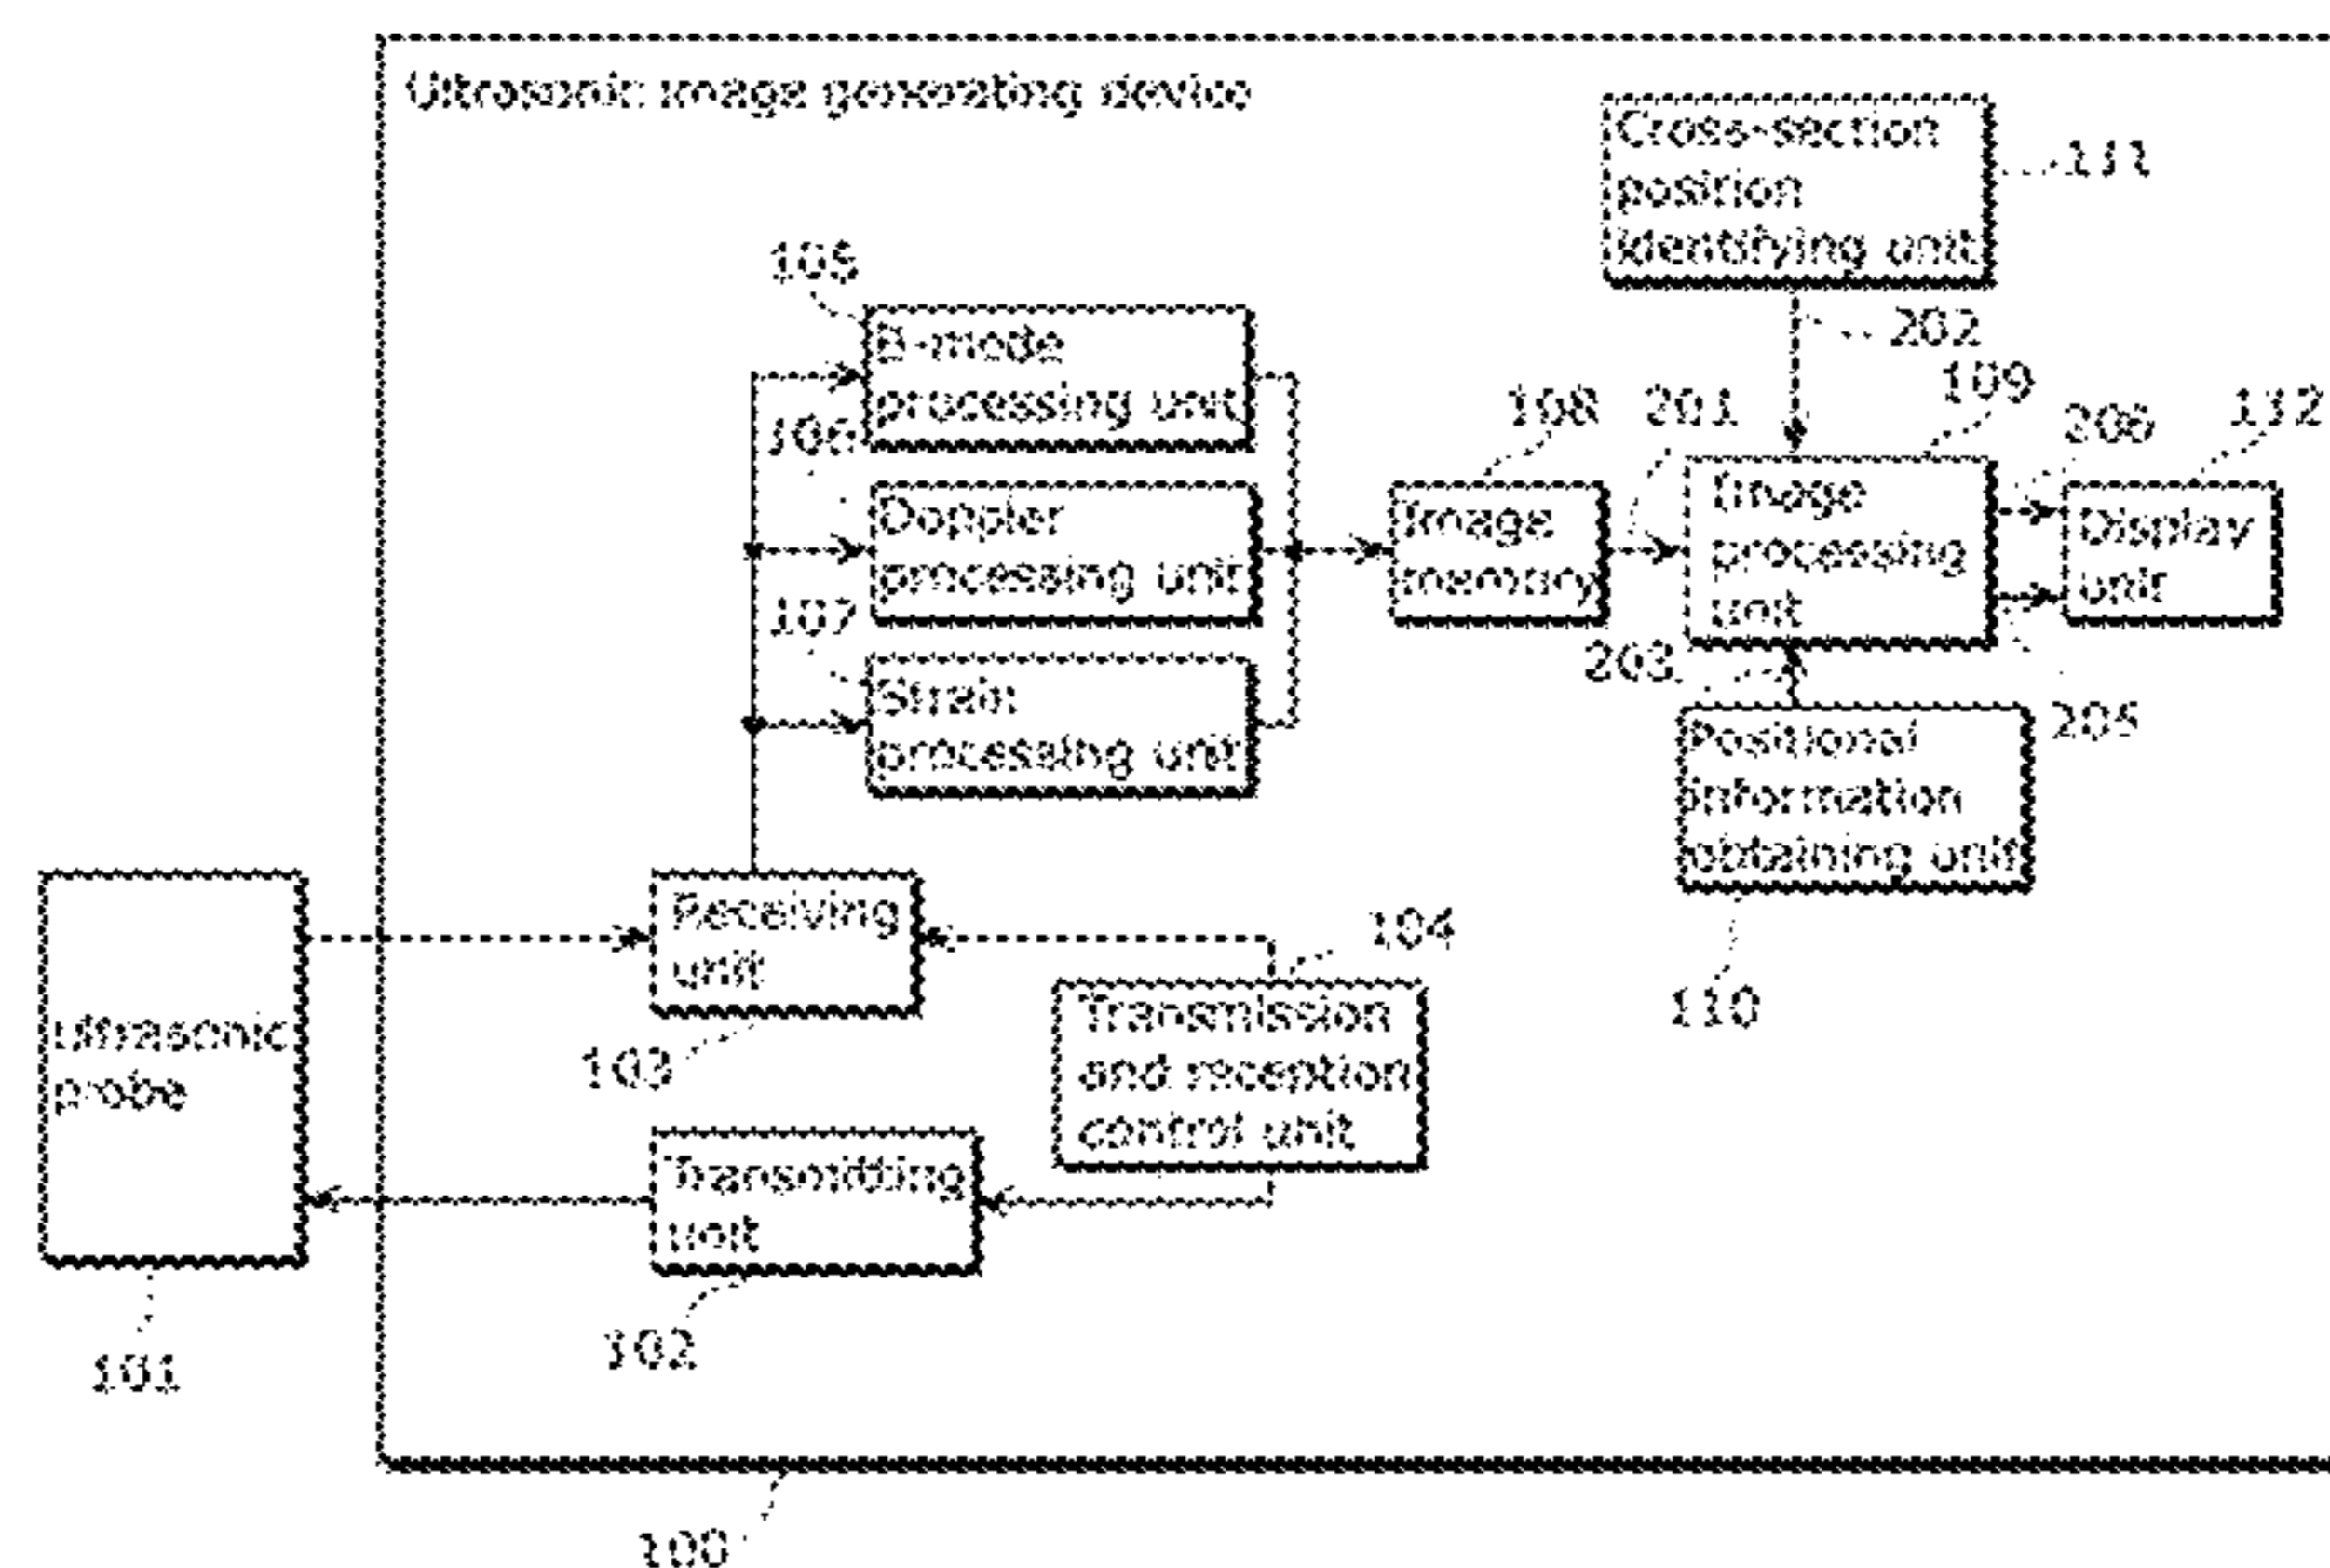 Ultrasonic image generating device
Cross-section
position
identifying unit
111
202
105
B-mode
processing unit
106
Doppler
processing unit
107
Strain
processing unit
108
Image
memory
201
109
Image
processing
unit
206
112
Display
unit
203
205
Positional
information
obtaining unit
110
Receiving
unit
103
104
Transmission
and reception
control unit
ultrasonic
probe
101
Transmitting
unit
102
100